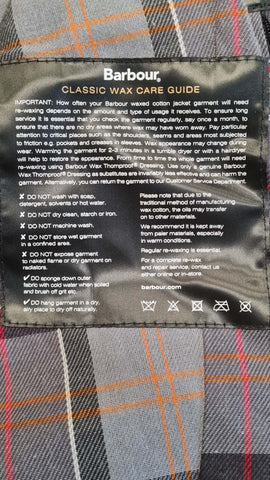 Barbour
CLASSIC WAX CARE GUIDE
IMPORTANT: How often your Barbour waxed cotton jacket garment will need
re-waxing depends on the amount and type of usage it receives. To ensure long
service it is essential that you check the garment regularly, say once a month, to
ensure that there are no dry areas where wax may have worn away. Pay particular
attention to critical places such as the shoulders, seams and areas most subjected
to friction e.g. pockets and creases in sleeves. Wax appearance may change during
wear. Warming the garment for 2-3 minutes in a tumble dryer or with a hairdryer
will help to restore the appearance. From time to time the whole garment will need
re-waxing using Barbour Wax Thornproof® Dressing. Use only a genuine Barbour
Wax Thornproof® Dressing as substitutes are invariably less effective and can harm the
garment. Alternatively, you can return the garment to our Customer Service Department.
✗ DO NOT wash with soap,
detergent, solvents or hot water.
✗ DO NOT dry clean, starch or iron.
✗ DO NOT machine wash.
✗ DO NOT store wet garment
in a confined area.
✗ DO NOT expose garment
to naked flame or dry garment on
radiators.
✓ DO sponge down outer
fabric with cold water when soiled
and brush off grit etc.
✓ DO hang garment in a dry,
airy place to dry off naturally.
Please note that due to the
traditional method of manufacturing
wax cotton, the oils may transfer
on to other materials.
We recommend it is kept away
from paler materials, especially
in warm conditions.
Regular re-waxing is essential.
For a complete re-wax
and repair service, contact us
either online or in-store.
barbour.com